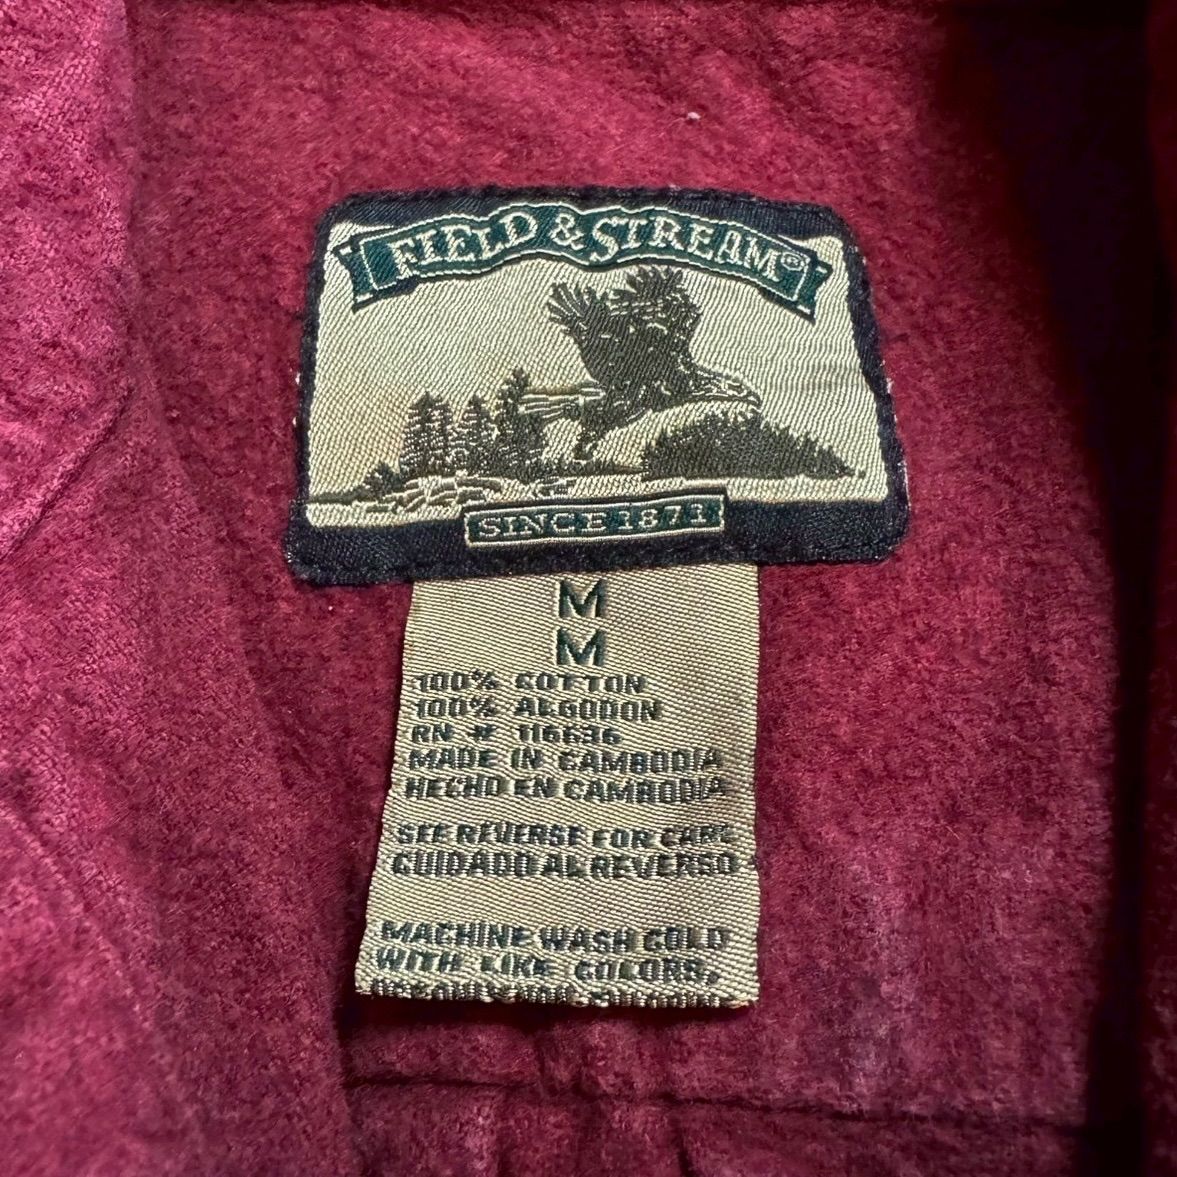 FIELD & STREAM®
SINCE 1871
M
M
100% COTTON
100% ALGODON
RN # 116636
MADE IN CAMBODIA
HECHO EN CAMBODIA
SEE REVERSE FOR CARE
CUIDADO AL REVERSO
MACHINE WASH COLD
WITH LIKE COLORS,